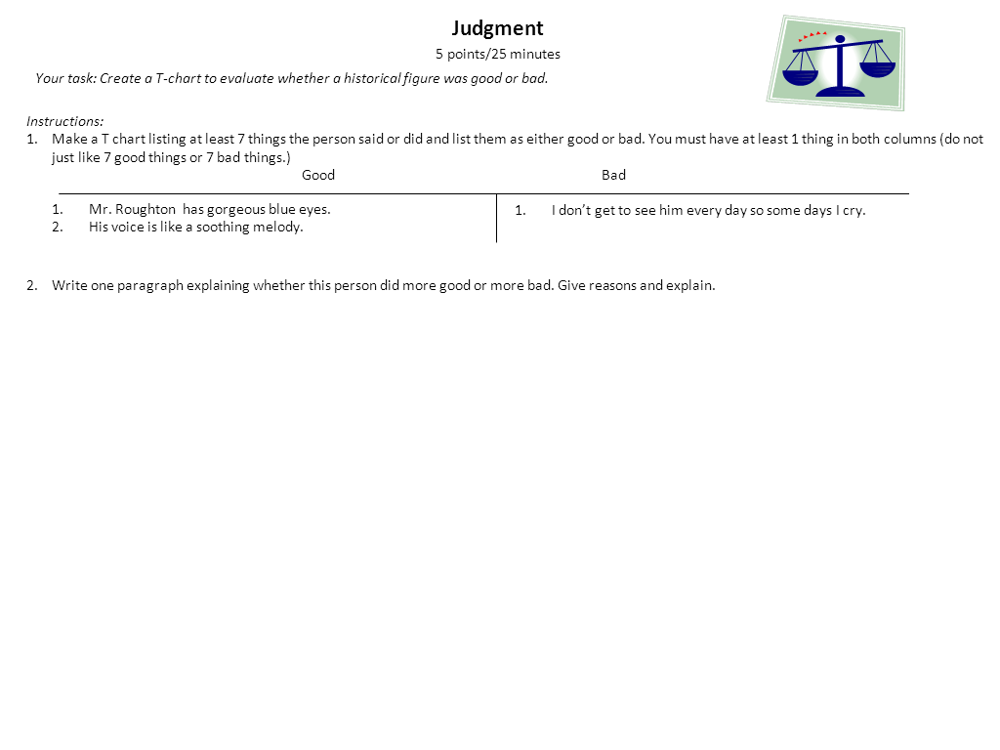 Judgment
5 points/25 minutes
Your task: Create a T-chart to evaluate whether a historical figure was good or bad.
Instructions:
1. Make a T chart listing at least 7 things the person said or did and list them as either good or bad. You must have at least 1 thing in both columns (do not
just like 7 good things or 7 bad things.)
Good Bad
1. Mr. Roughton has gorgeous blue eyes.
2. His voice is like a soothing melody.
1. I don’t get to see him every day so some days I cry.
2. Write one paragraph explaining whether this person did more good or more bad. Give reasons and explain.